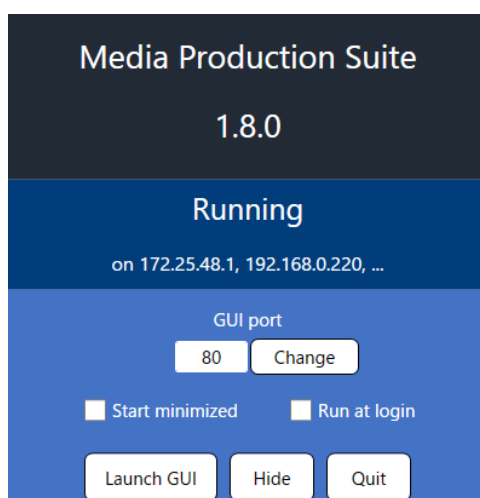 Media Production Suite
1.8.0
Running
on 172.25.48.1, 192.168.0.220, ...
GUI port
80 Change
Start minimized Run at login
Launch GUI Hide Quit